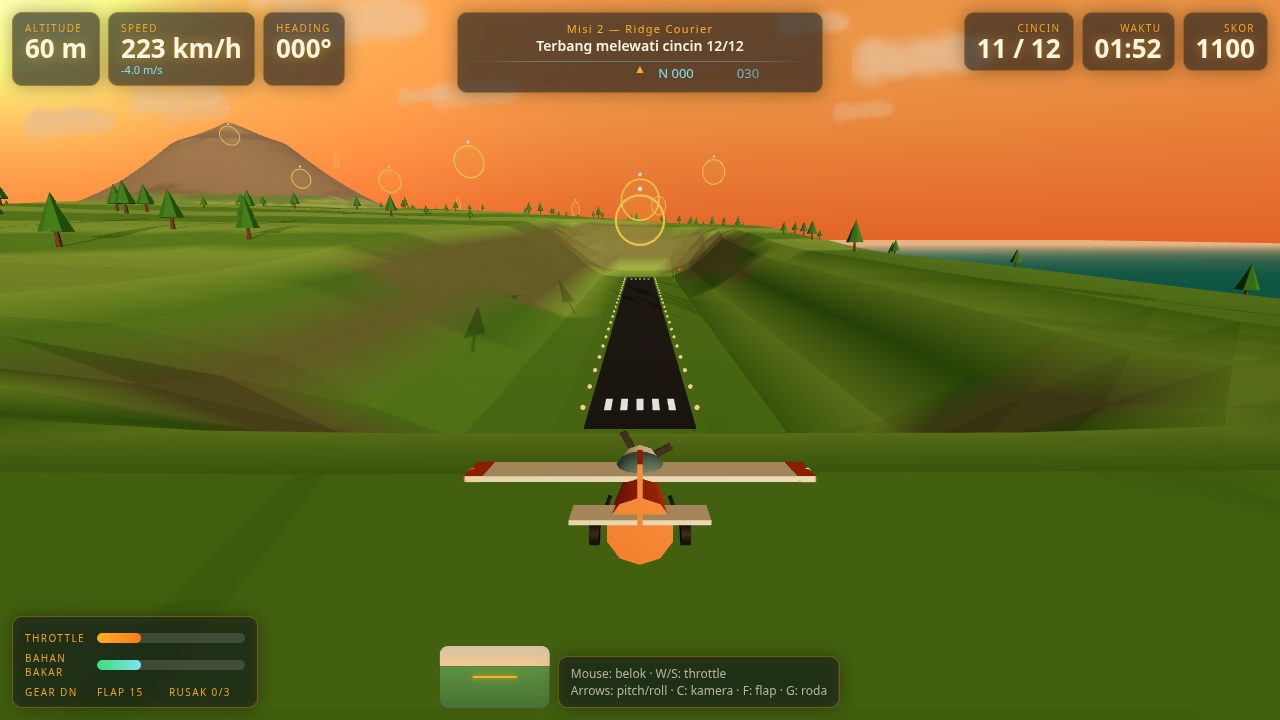 ALTITUDE
60 m
SPEED
223 km/h
-4.0 m/s
HEADING
000°
Misi 2 — Ridge Courier
Terbang melewati cincin 12/12
▲ N 000 030
CINCIN
11 / 12
WAKTU
01:52
SKOR
1100
THROTTLE
BAHAN BAKAR
GEAR DN FLAP 15 RUSAK 0/3
Mouse: belok · W/S: throttle
Arrows: pitch/roll · C: kamera · F: flap · G: roda